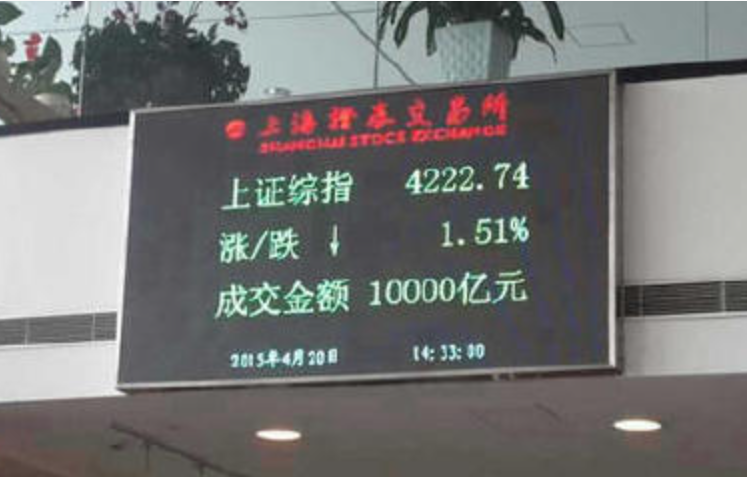 上海證券交易所
SHANGHAI STOCK EXCHANGE
上证综指 4222.74
涨/跌 ↓ 1.51%
成交金额 10000亿元
2015年4月20日 14:33:00